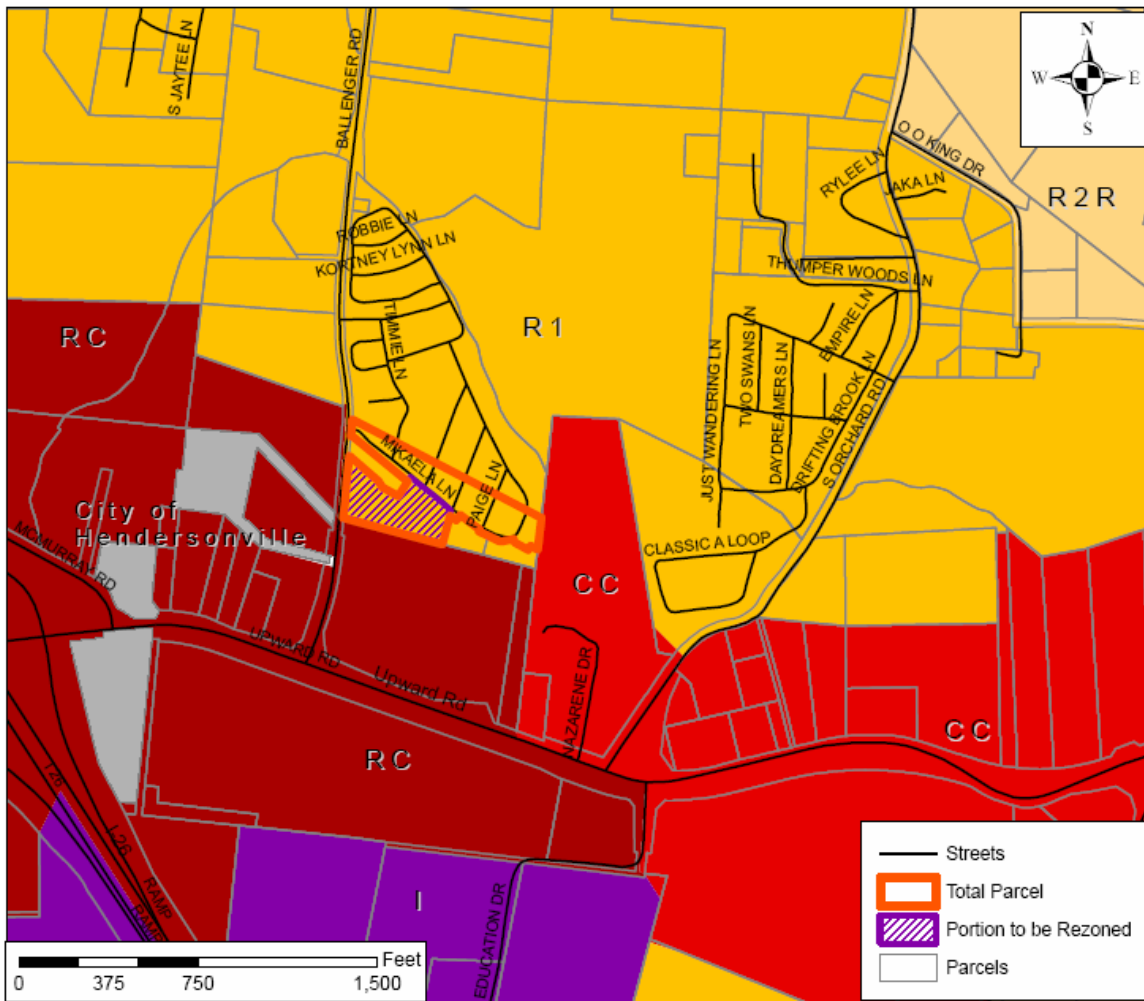 S JAYTEE LN
BALLENGER RD
N
W E
S
O O KING DR
RYLEE LN
JAKA LN
R2R
ROBBIE LN
KORTNEY LYNN LN
THUMPER WOODS LN
RC
TIMMIE LN
R1
EMPIRE LN
JUST WANDERING LN
TWO SWANS LN
DAYDREAMERS LN
DRIFTING BROOK LN
S ORCHARD RD
MIKAELA LN
PAIGE LN
City of
Hendersonville
MCMURRAY RD
CLASSIC A LOOP
CC
UPWARD RD
Upward Rd
NAZARENE DR
CC
RC
I-26
I-26
RAMP
RAMP
I
EDUCATION DR
Streets
Total Parcel
Portion to be Rezoned
Parcels
Feet
0 375 750 1,500